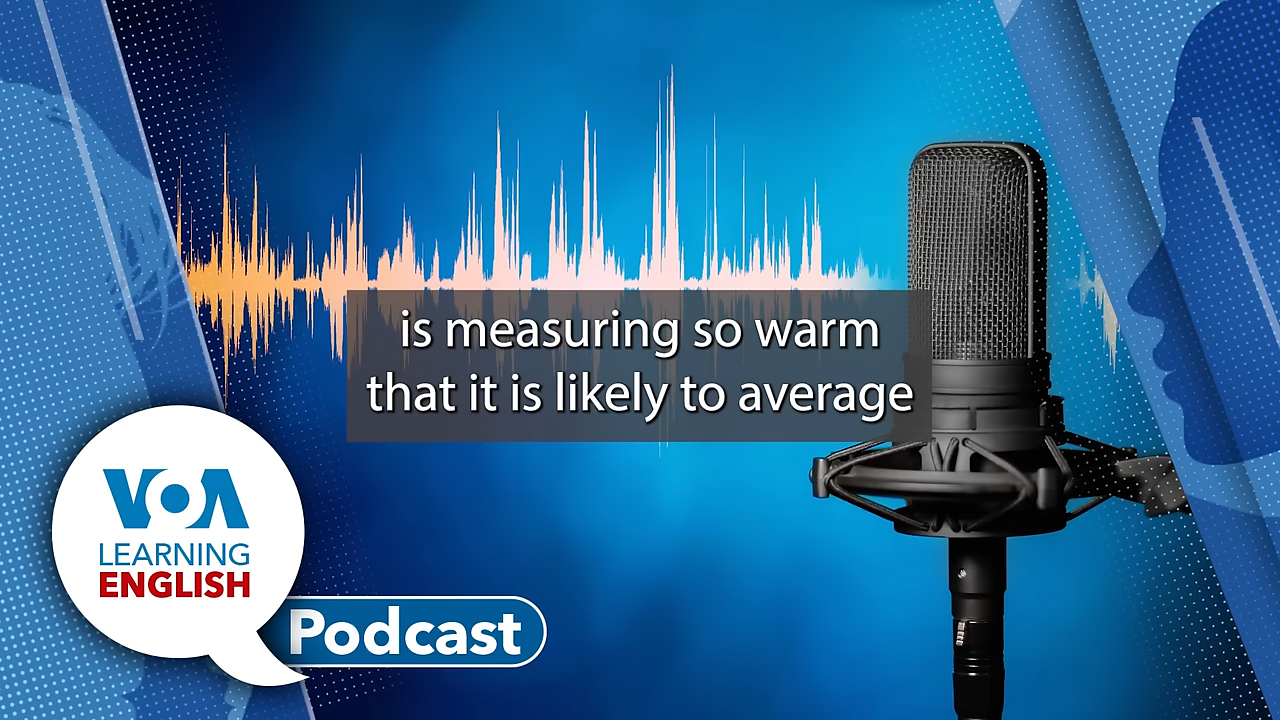 is measuring so warm
that it is likely to average
VOA
LEARNING
ENGLISH
Podcast